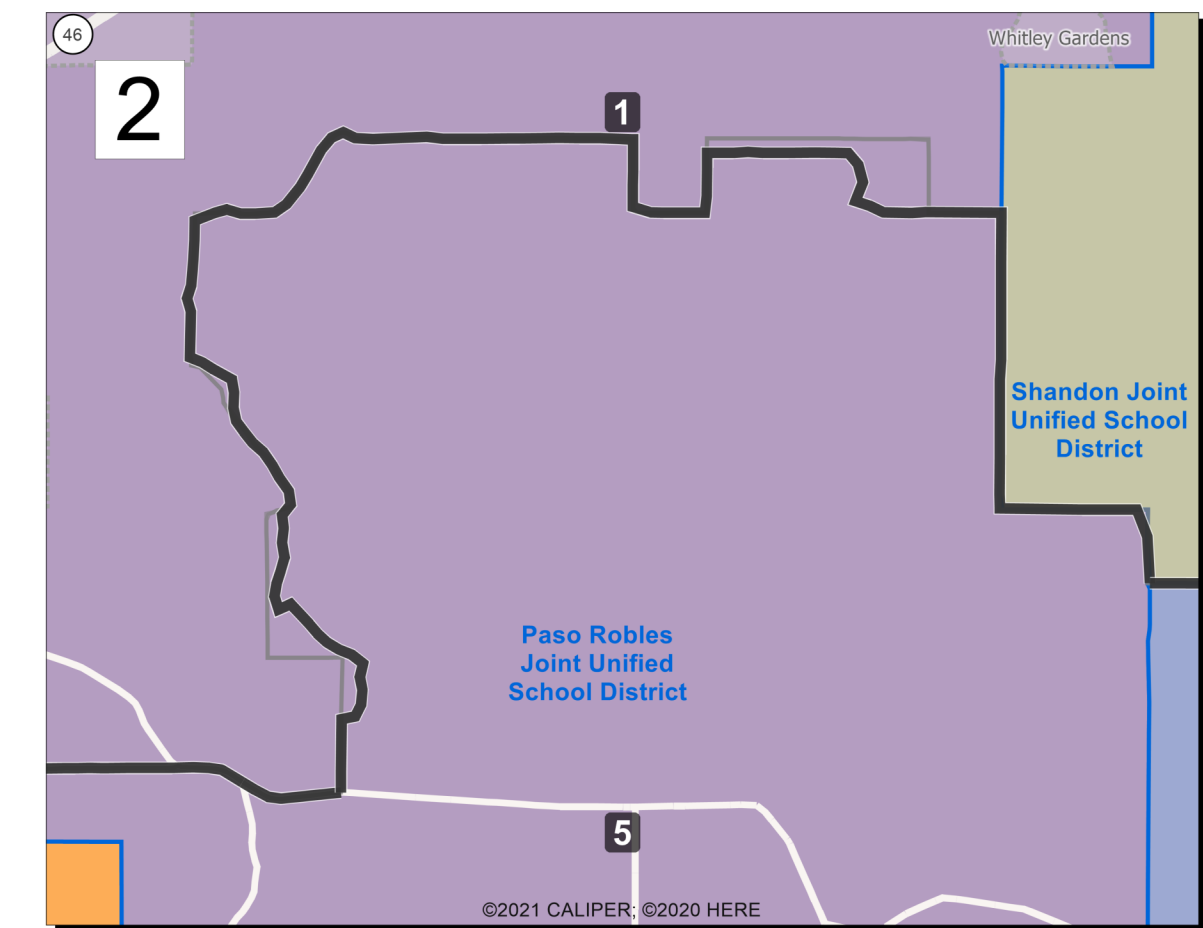 46
Whitley Gardens
2
1
Shandon Joint
Unified School
District
Paso Robles
Joint Unified
School District
5
©2021 CALIPER; ©2020 HERE